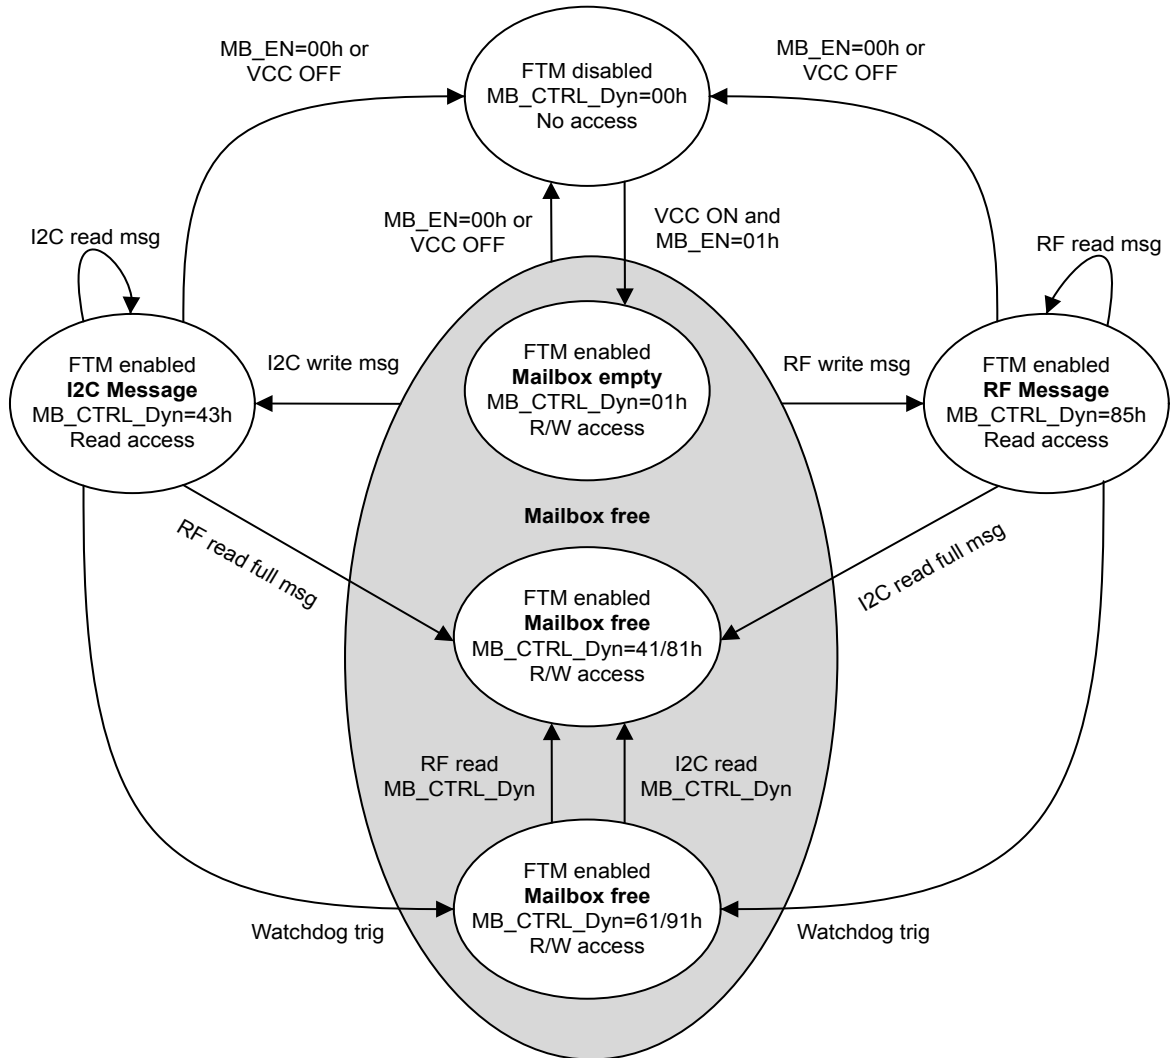 MB_EN=00h or
VCC OFF
FTM disabled
MB_CTRL_Dyn=00h
No access
MB_EN=00h or
VCC OFF
MB_EN=00h or
VCC OFF
VCC ON and
MB_EN=01h
I2C read msg
RF read msg
FTM enabled
I2C Message
MB_CTRL_Dyn=43h
Read access
I2C write msg
FTM enabled
Mailbox empty
MB_CTRL_Dyn=01h
R/W access
RF write msg
FTM enabled
RF Message
MB_CTRL_Dyn=85h
Read access
Mailbox free
RF read full msg
I2C read full msg
FTM enabled
Mailbox free
MB_CTRL_Dyn=41/81h
R/W access
RF read
MB_CTRL_Dyn
I2C read
MB_CTRL_Dyn
FTM enabled
Mailbox free
MB_CTRL_Dyn=61/91h
R/W access
Watchdog trig
Watchdog trig